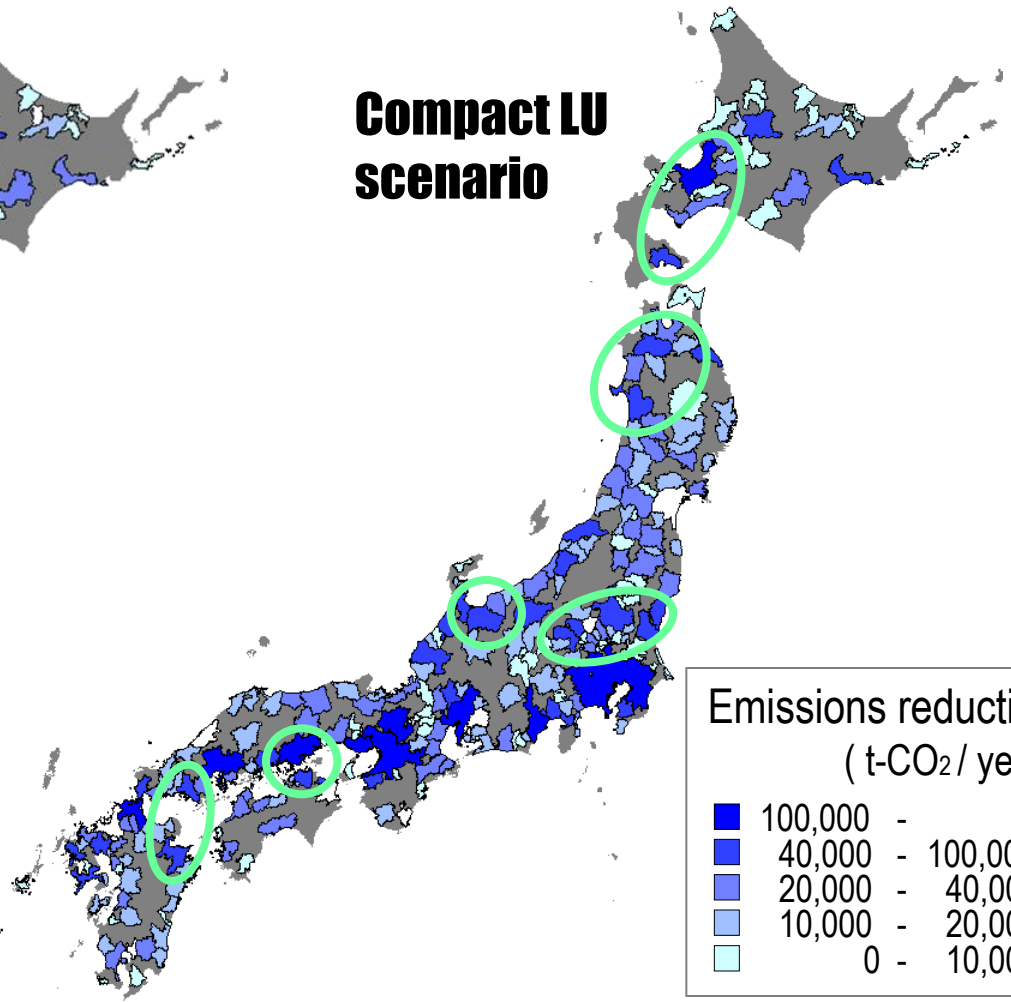 Compact LU
scenario
Emissions reducti
( t-CO2 / ye
100,000 -
40,000 - 100,00
20,000 - 40,00
10,000 - 20,00
0 - 10,00